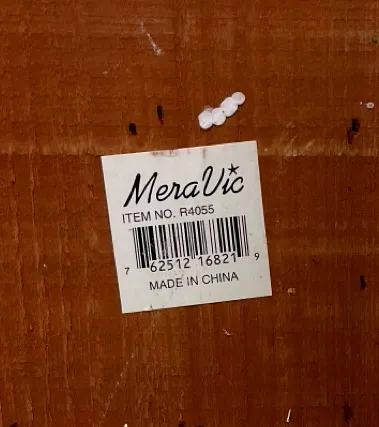 MeraVic
ITEM NO. R4055
7 62512 16821 9
MADE IN CHINA